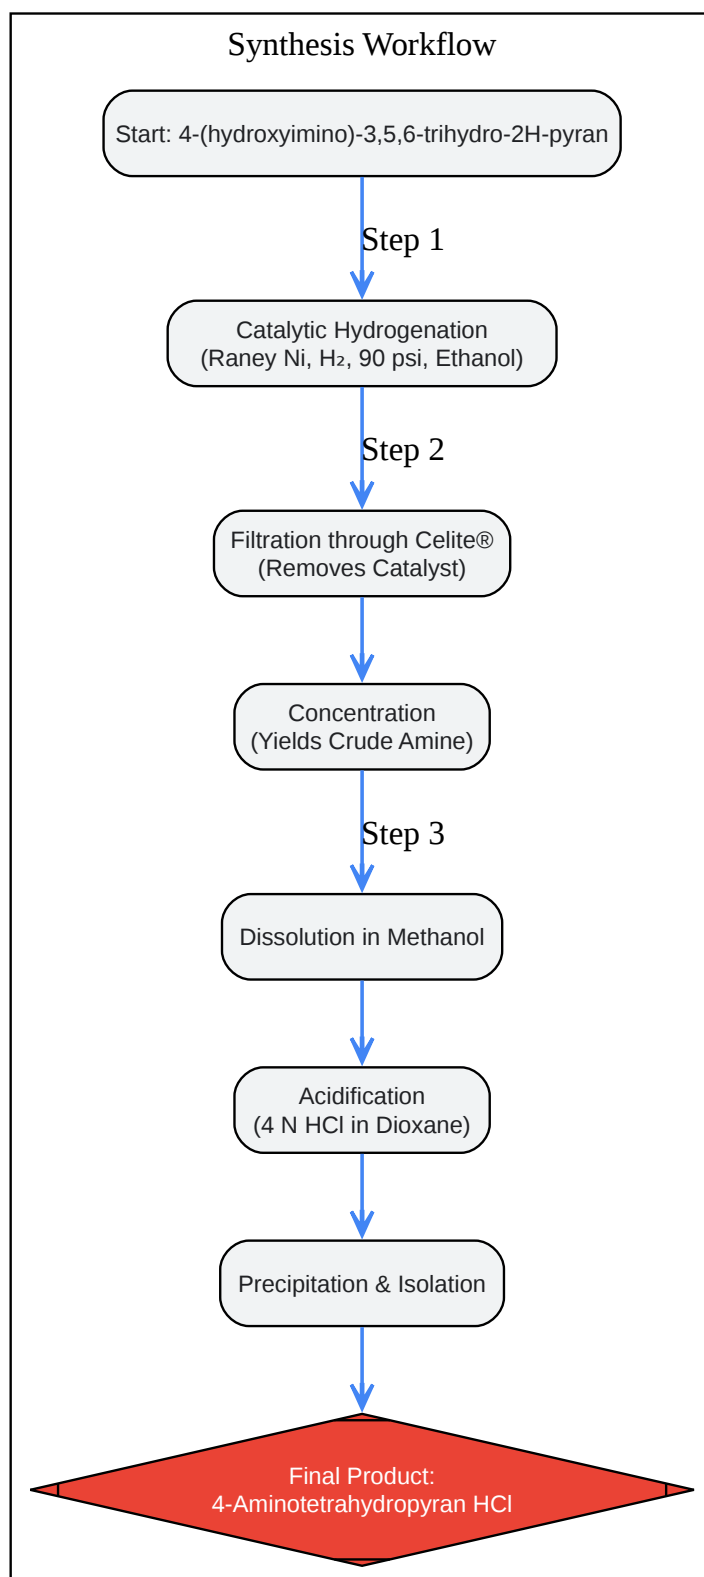 Synthesis Workflow
Start: 4-(hydroxyimino)-3,5,6-trihydro-2H-pyran
Step 1
Catalytic Hydrogenation
(Raney Ni, H₂, 90 psi, Ethanol)
Step 2
Filtration through Celite®
(Removes Catalyst)
Concentration
(Yields Crude Amine)
Step 3
Dissolution in Methanol
Acidification
(4 N HCl in Dioxane)
Precipitation & Isolation
Final Product:
4-Aminotetrahydropyran HCl